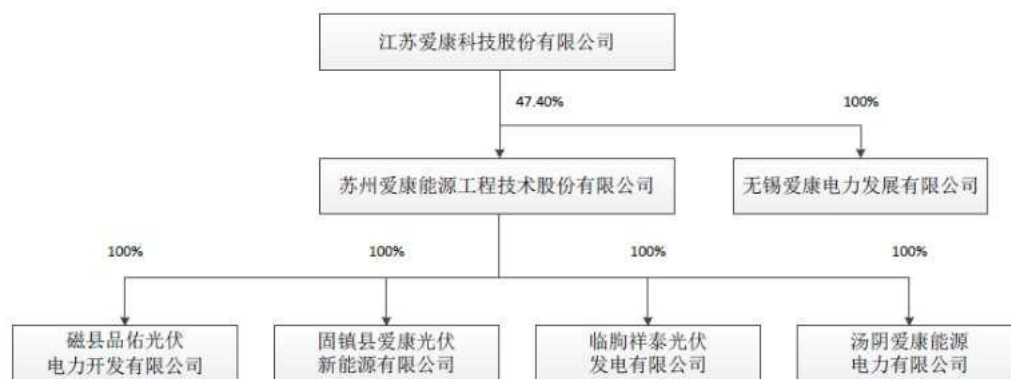 江苏爱康科技股份有限公司
47.40%
100%
苏州爱康能源工程技术股份有限公司
无锡爱康电力发展有限公司
100%
100%
100%
100%
磁县品佑光伏
电力开发有限公司
固镇县爱康光伏
新能源有限公司
临朐祥泰光伏
发电有限公司
汤阴爱康能源
电力有限公司